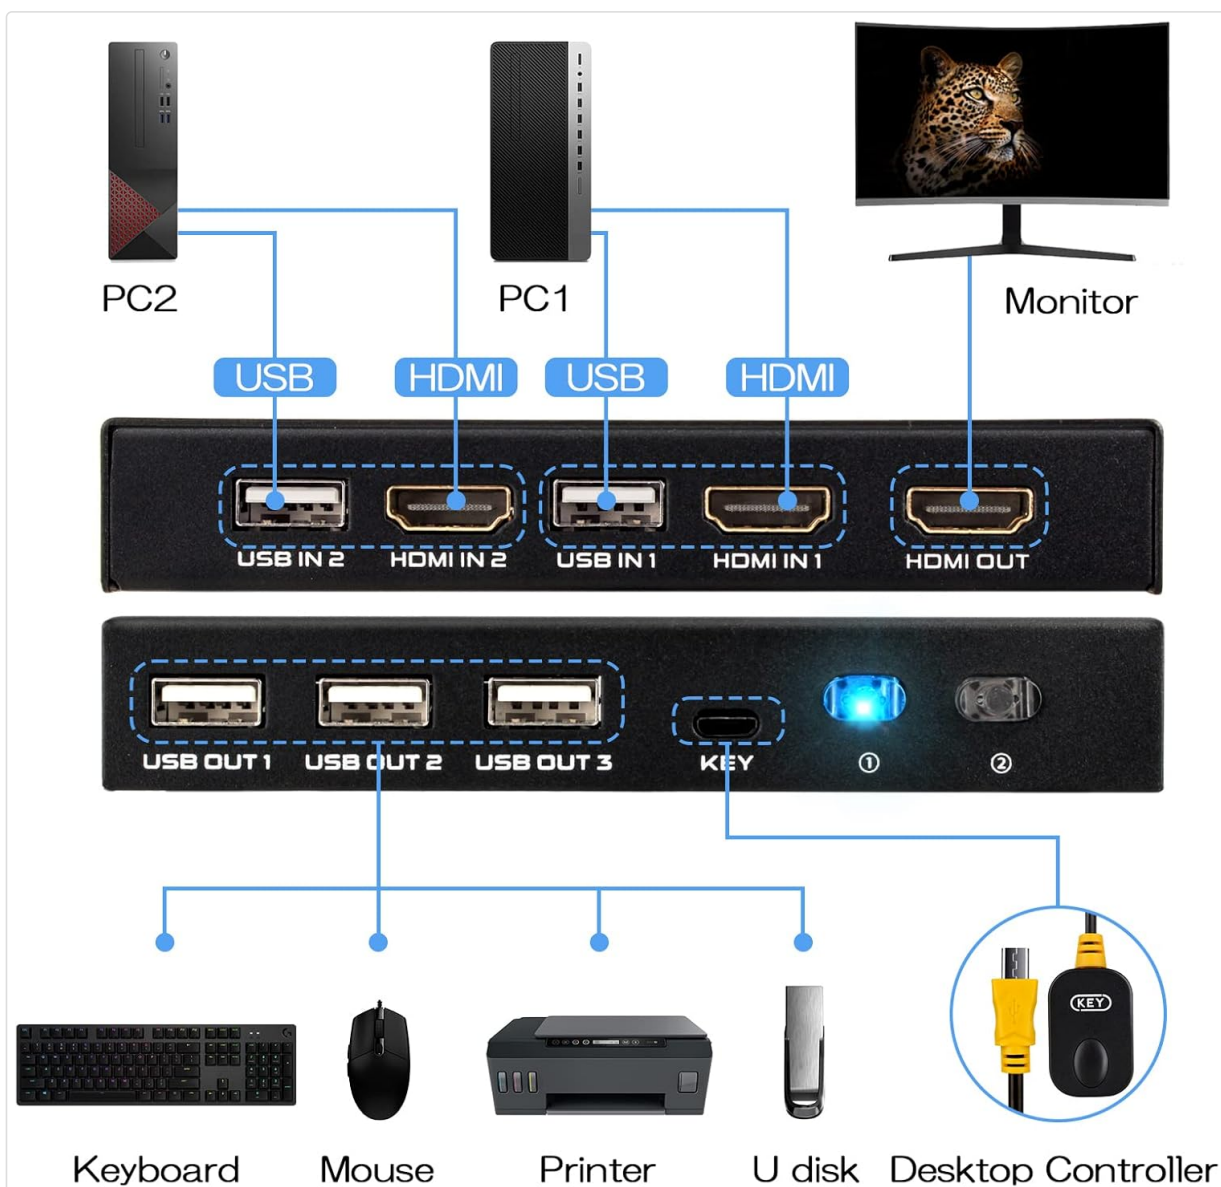 PC2
PC1
Monitor
USB
HDMI
USB
HDMI
USB IN 2
HDMI IN 2
USB IN 1
HDMI IN 1
HDMI OUT
USB OUT 1
USB OUT 2
USB OUT 3
KEY
①
②
KEY
Keyboard
Mouse
Printer
U disk
Desktop Controller